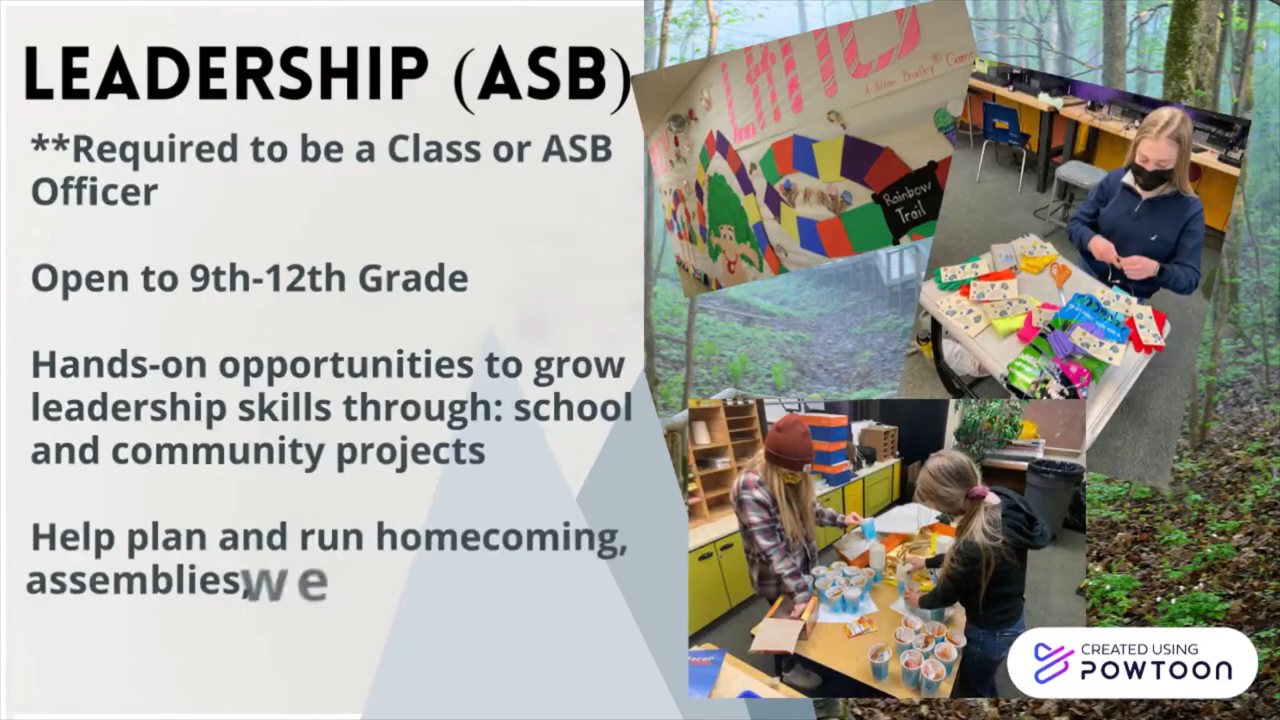 LEADERSHIP (ASB)
**Required to be a Class or ASB
Officer
Open to 9th-12th Grade
Hands-on opportunities to grow
leadership skills through: school
and community projects
Help plan and run homecoming,
assemblies,we
Rainbow
Trail
CREATED USING
POWTOON